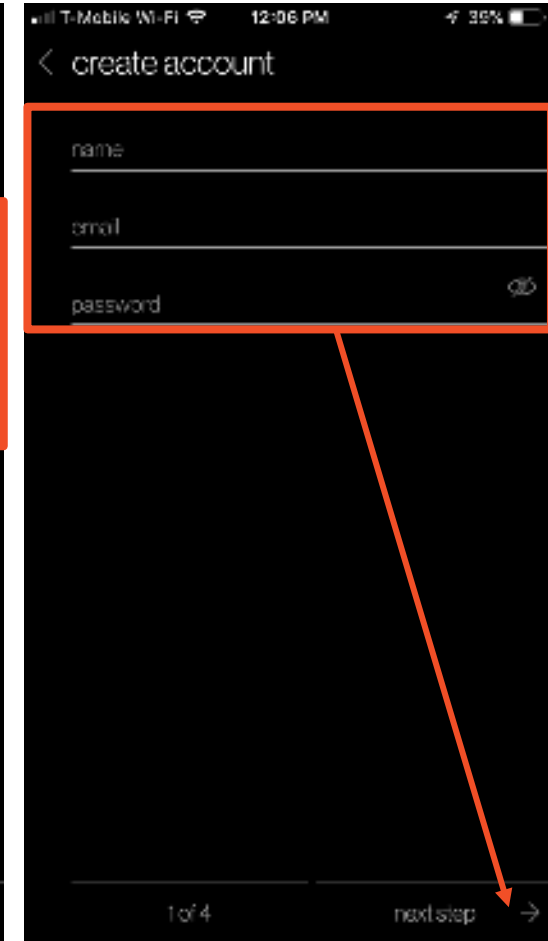 T-Mobile Wi-Fi 12:06 PM 39%
create account
name
email
password
1 of 4 next step